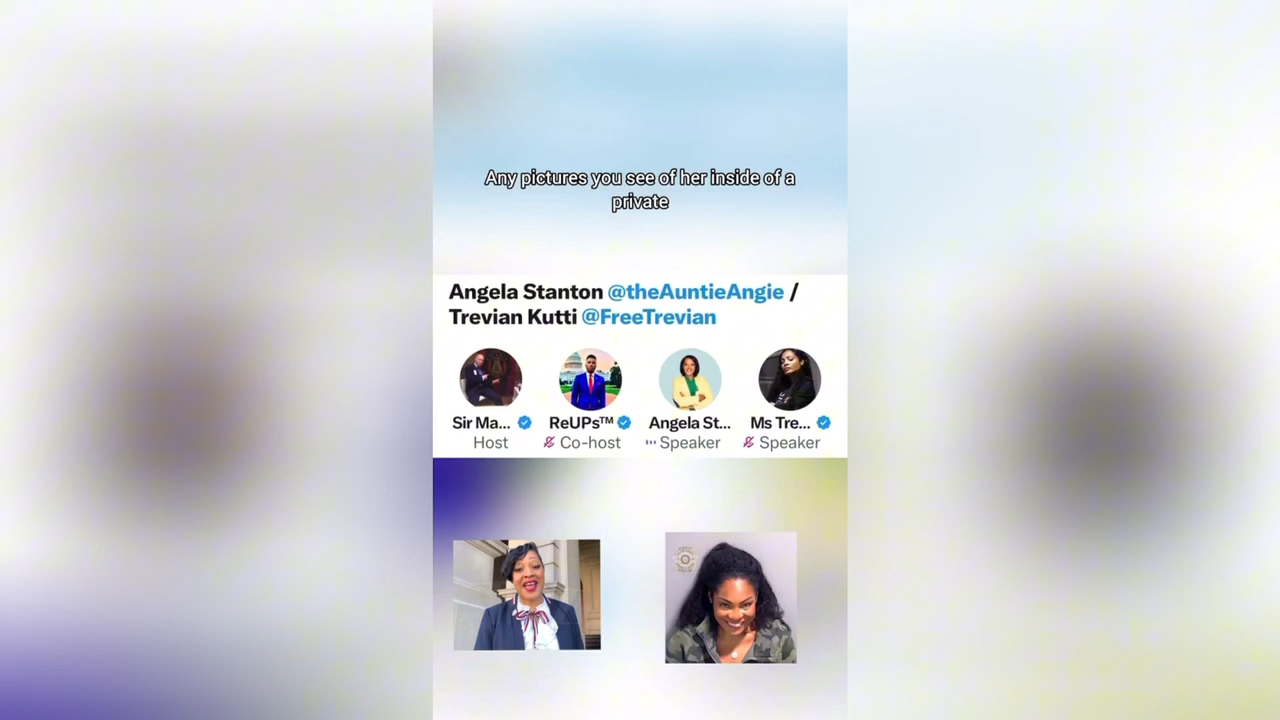 Any pictures you see of her inside of a
private
Angela Stanton @theAuntieAngie /
Trevian Kutti @FreeTrevian
Sir Ma... ReUPs™ Angela St... Ms Tre...
Host Co-host Speaker Speaker